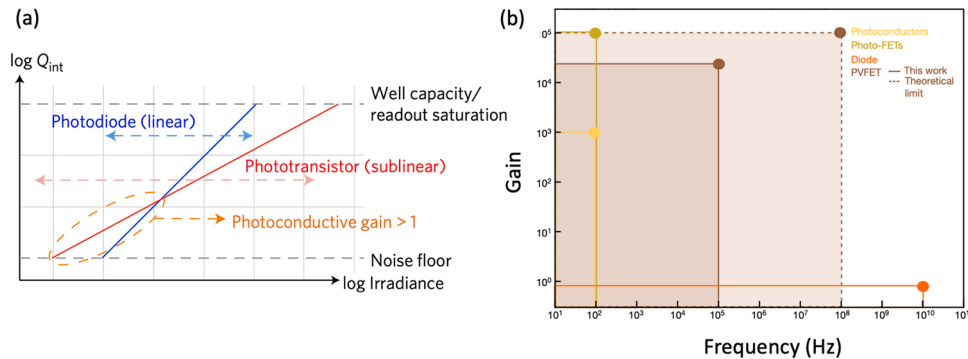 (a)
log Qint
Well capacity/
readout saturation
Photodiode (linear)
Phototransistor (sublinear)
Photoconductive gain > 1
Noise floor
log Irradiance
(b)
10⁵
10⁴
10³
10²
10¹
10⁰
Gain
Photoconductors
Photo-FETs
Diode
PVFET
This work
Theoretical
limit
10¹ 10² 10³ 10⁴ 10⁵ 10⁶ 10⁷ 10⁸ 10⁹ 10¹⁰ 10¹
Frequency (Hz)